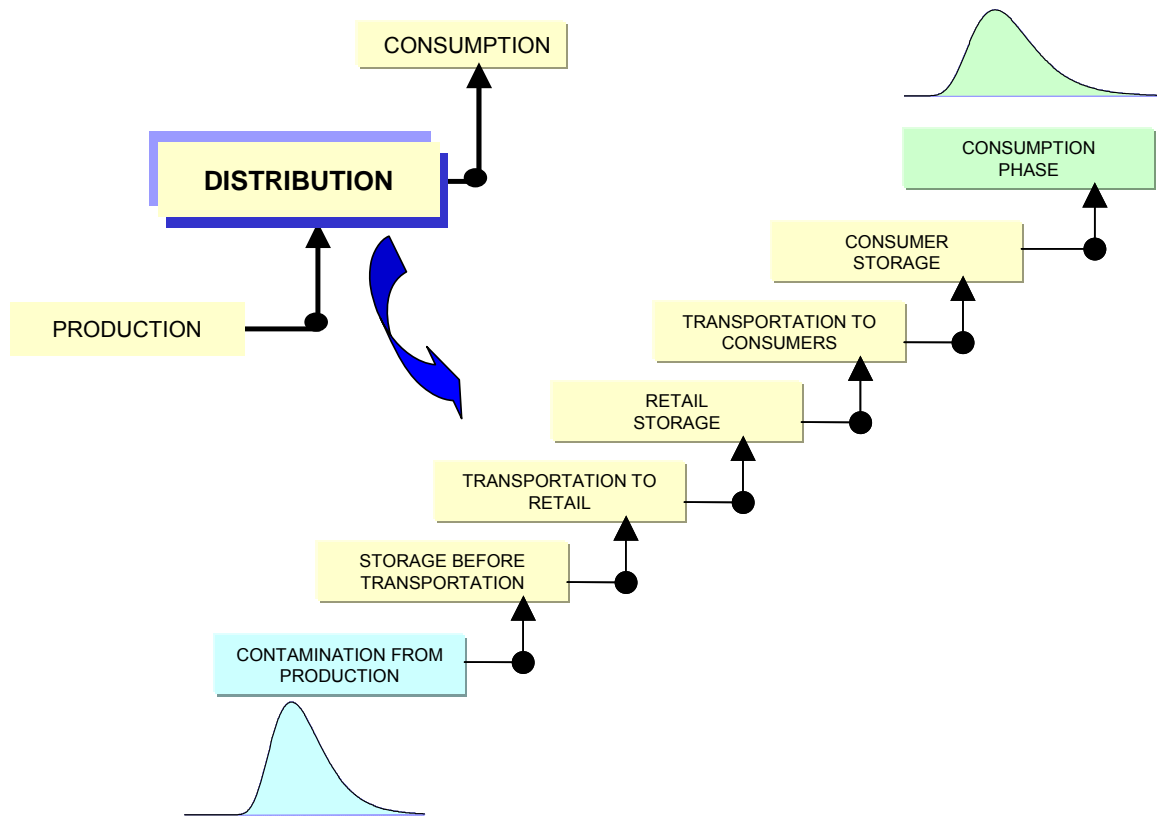 CONSUMPTION
DISTRIBUTION
PRODUCTION
CONSUMPTION
PHASE
CONSUMER
STORAGE
TRANSPORTATION TO
CONSUMERS
RETAIL
STORAGE
TRANSPORTATION TO
RETAIL
STORAGE BEFORE
TRANSPORTATION
CONTAMINATION FROM
PRODUCTION